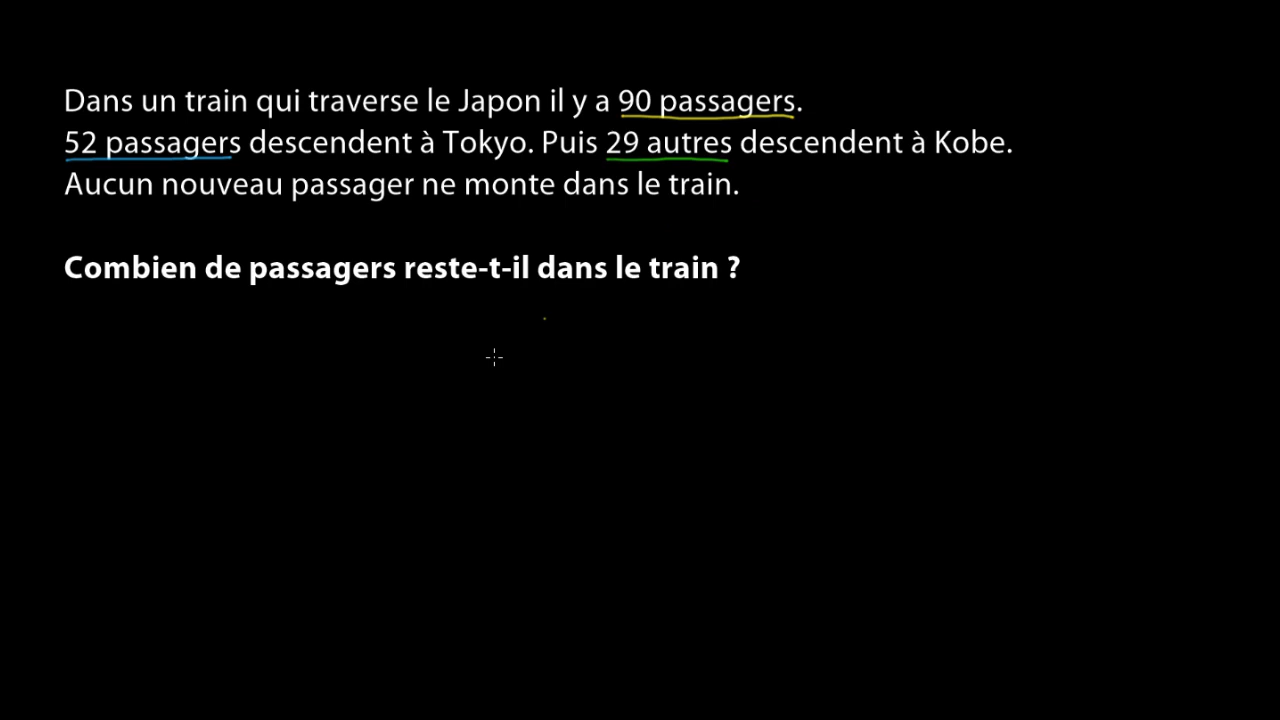 Dans un train qui traverse le Japon il y a 90 passagers.
52 passagers descendent à Tokyo. Puis 29 autres descendent à Kobe.
Aucun nouveau passager ne monte dans le train.
Combien de passagers reste-t-il dans le train ?